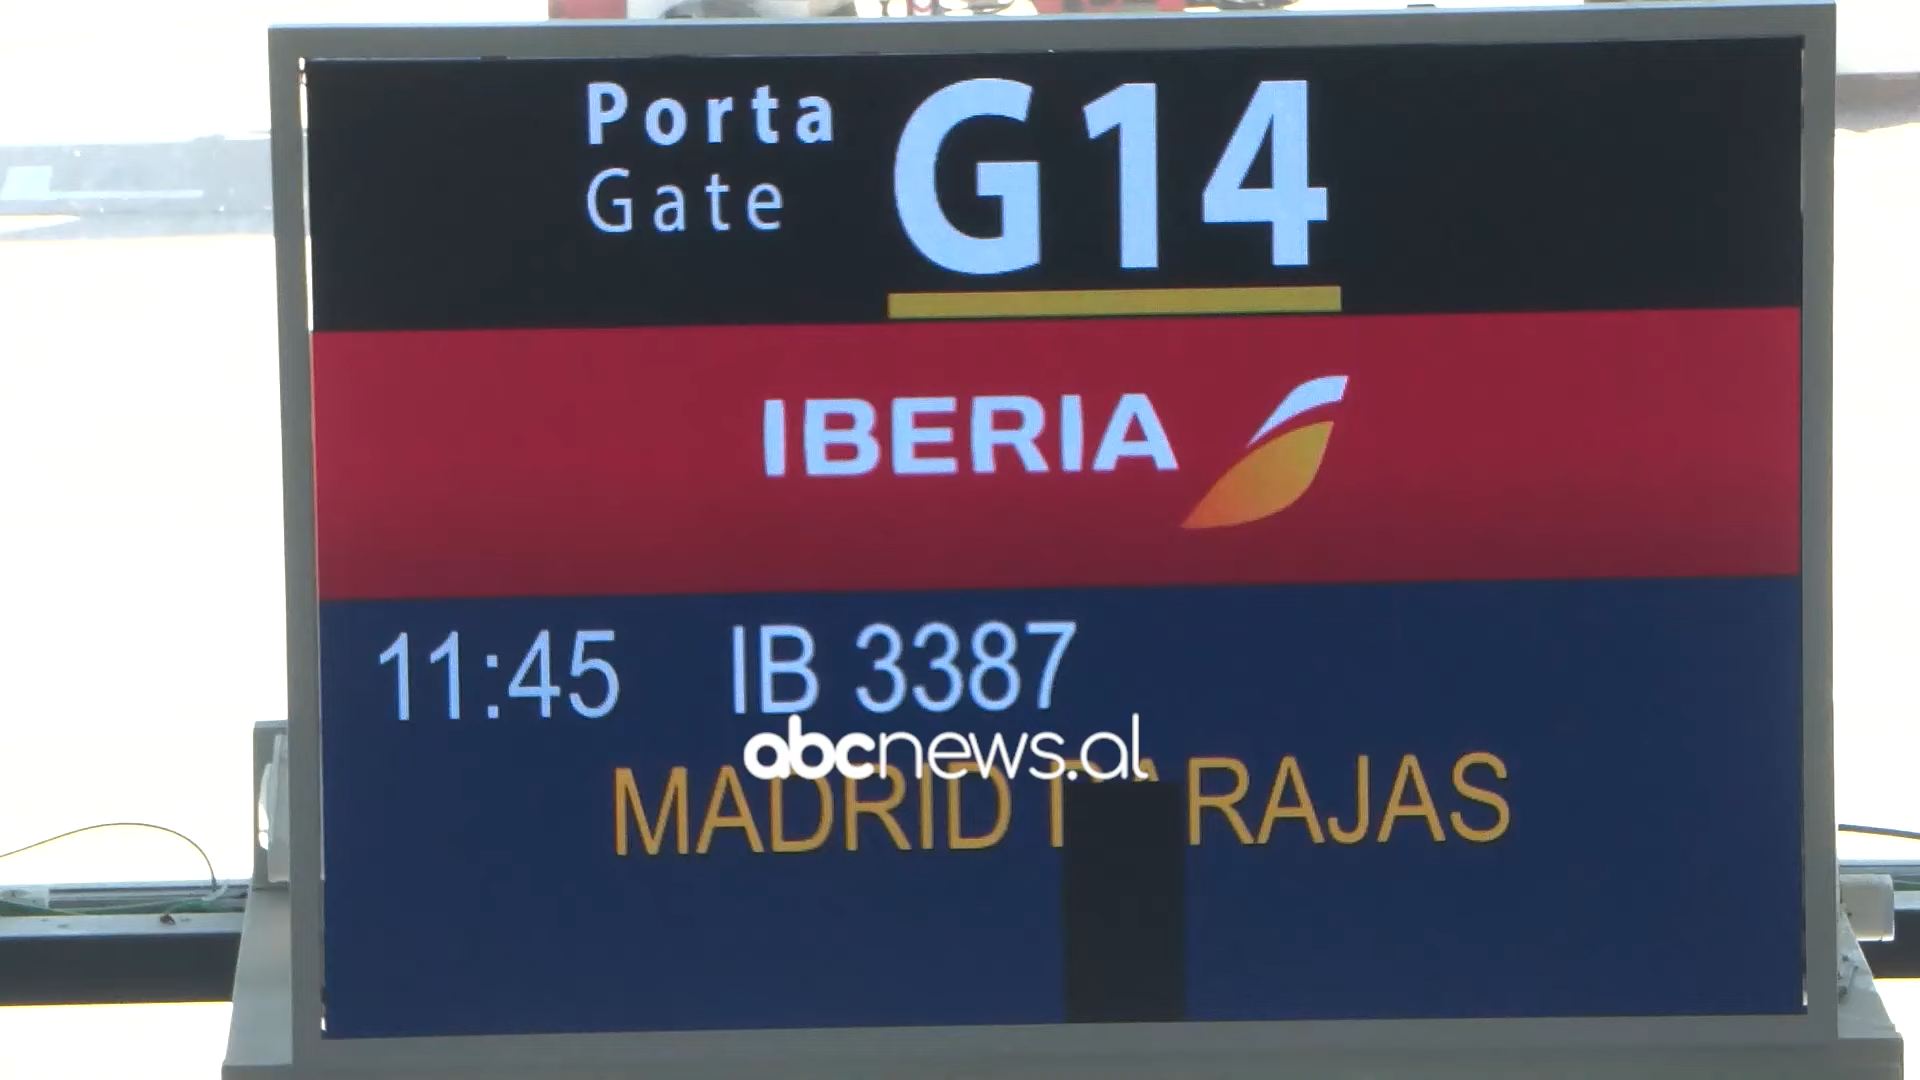 Porta
Gate
G14
IBERIA
11:45 IB 3387
abcnews.al
MADRID RAJAS